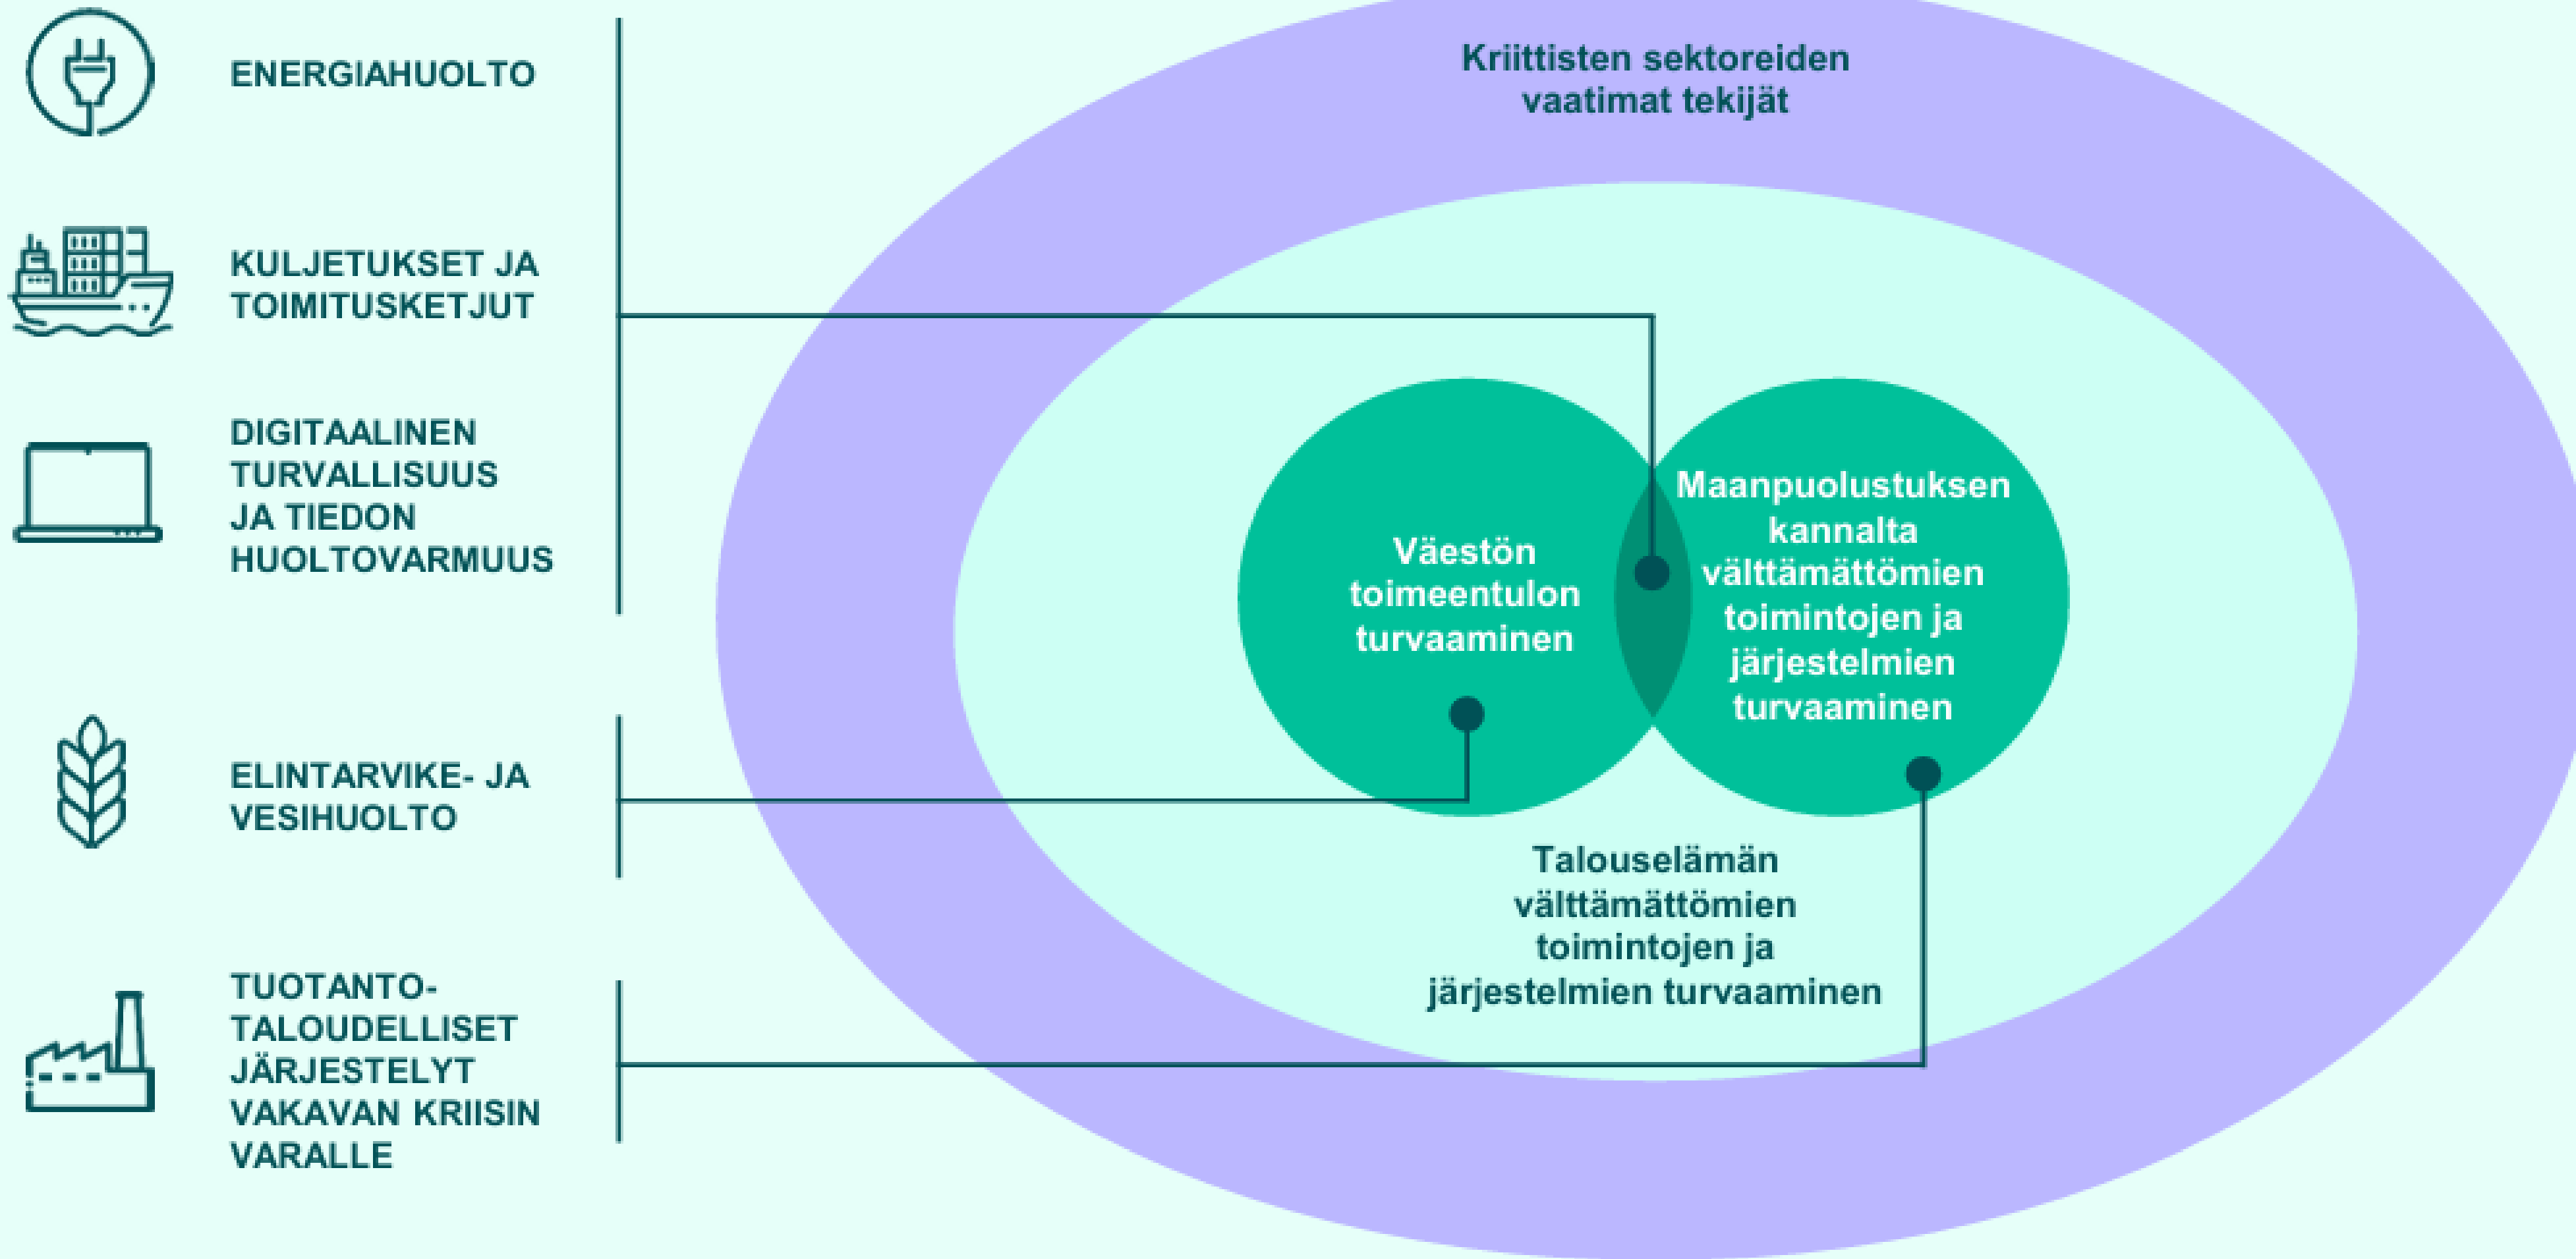 ENERGIAHUOLTO
KULJETUKSET JA
TOIMITUSKETJUT
DIGITAALINEN
TURVALLISUUS
JA TIEDON
HUOLTOVARMUUS
ELINTARVIKE- JA
VESIHUOLTO
TUOTANTO-
TALOUDELLISET
JÄRJESTELYT
VAKAVAN KRIISIN
VARALLE
Kriittisten sektoreiden
vaatimat tekijät
Väestön
toimeentulon
turvaaminen
Maanpuolustuksen
kannalta
välttämättömien
toimintojen ja
järjestelmien
turvaaminen
Talouselämän
välttämättömien
toimintojen ja
järjestelmien turvaaminen